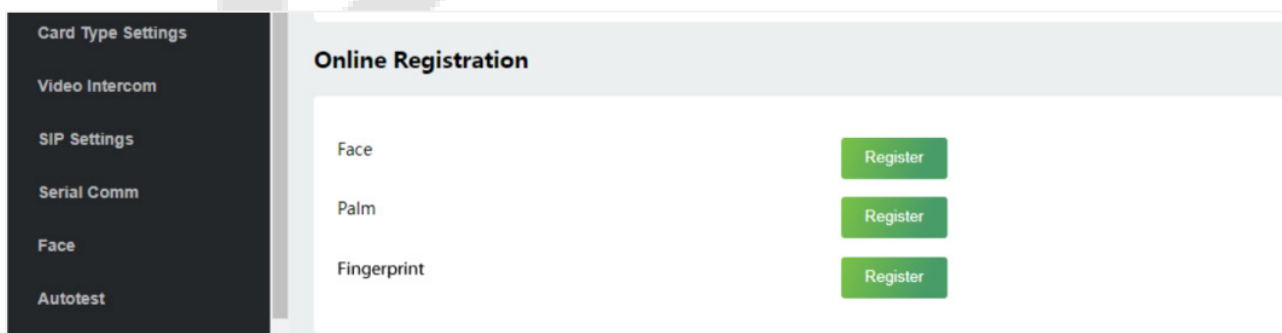 Card Type Settings
Video Intercom
SIP Settings
Serial Comm
Face
Autotest
Online Registration
Face
Register
Palm
Register
Fingerprint
Register